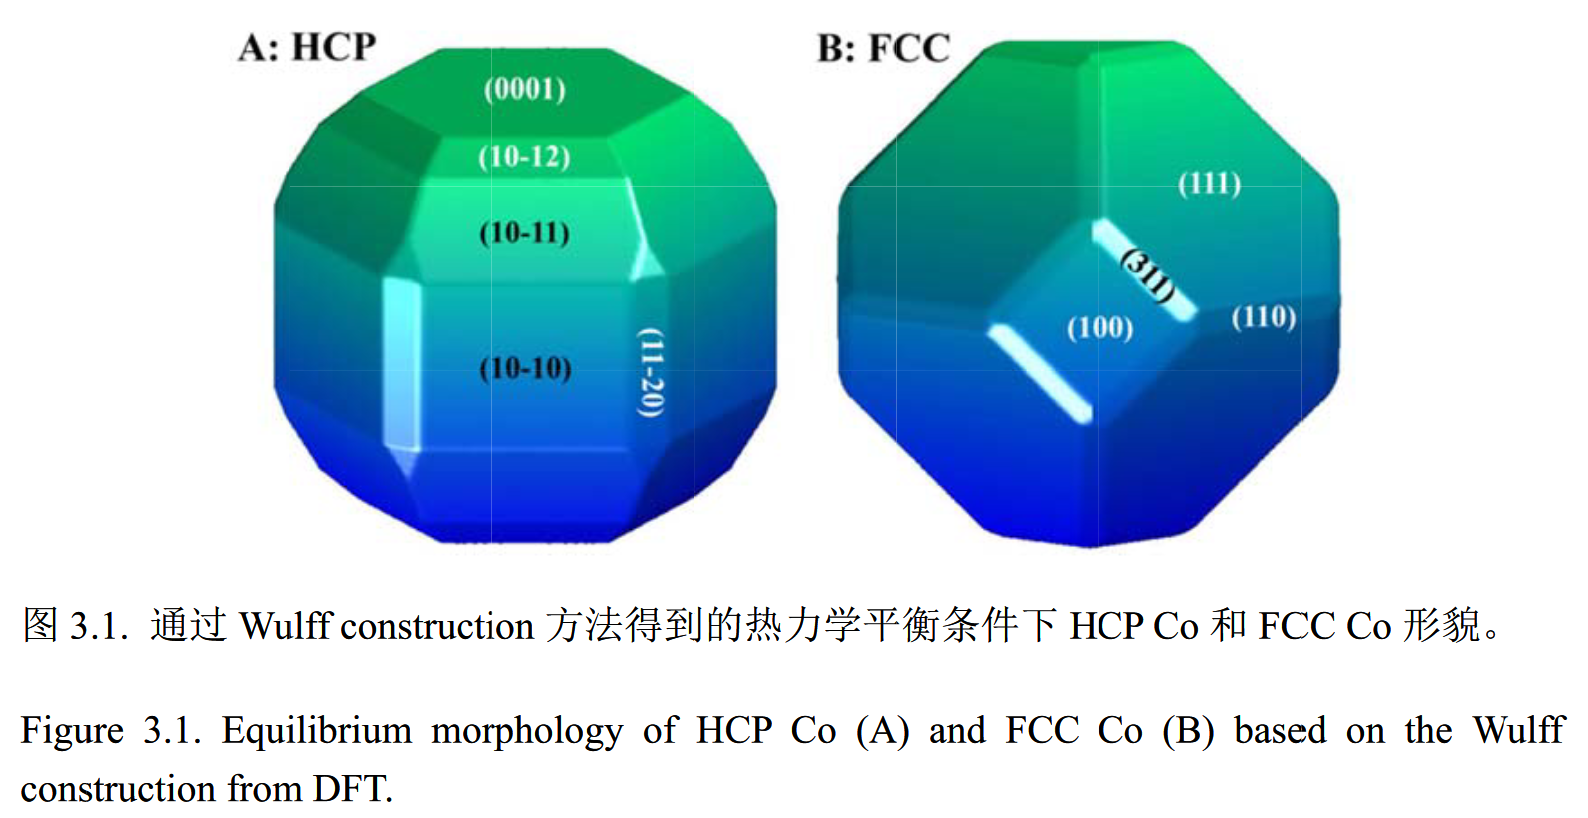 A: HCP
B: FCC
(0001)
(10-12)
(10-11)
(10-10)
(11-20)
(111)
(311)
(100)
(110)
图 3.1. 通过 Wulff construction 方法得到的热力学平衡条件下 HCP Co 和 FCC Co 形貌。
Figure 3.1. Equilibrium morphology of HCP Co (A) and FCC Co (B) based on the Wulff
construction from DFT.